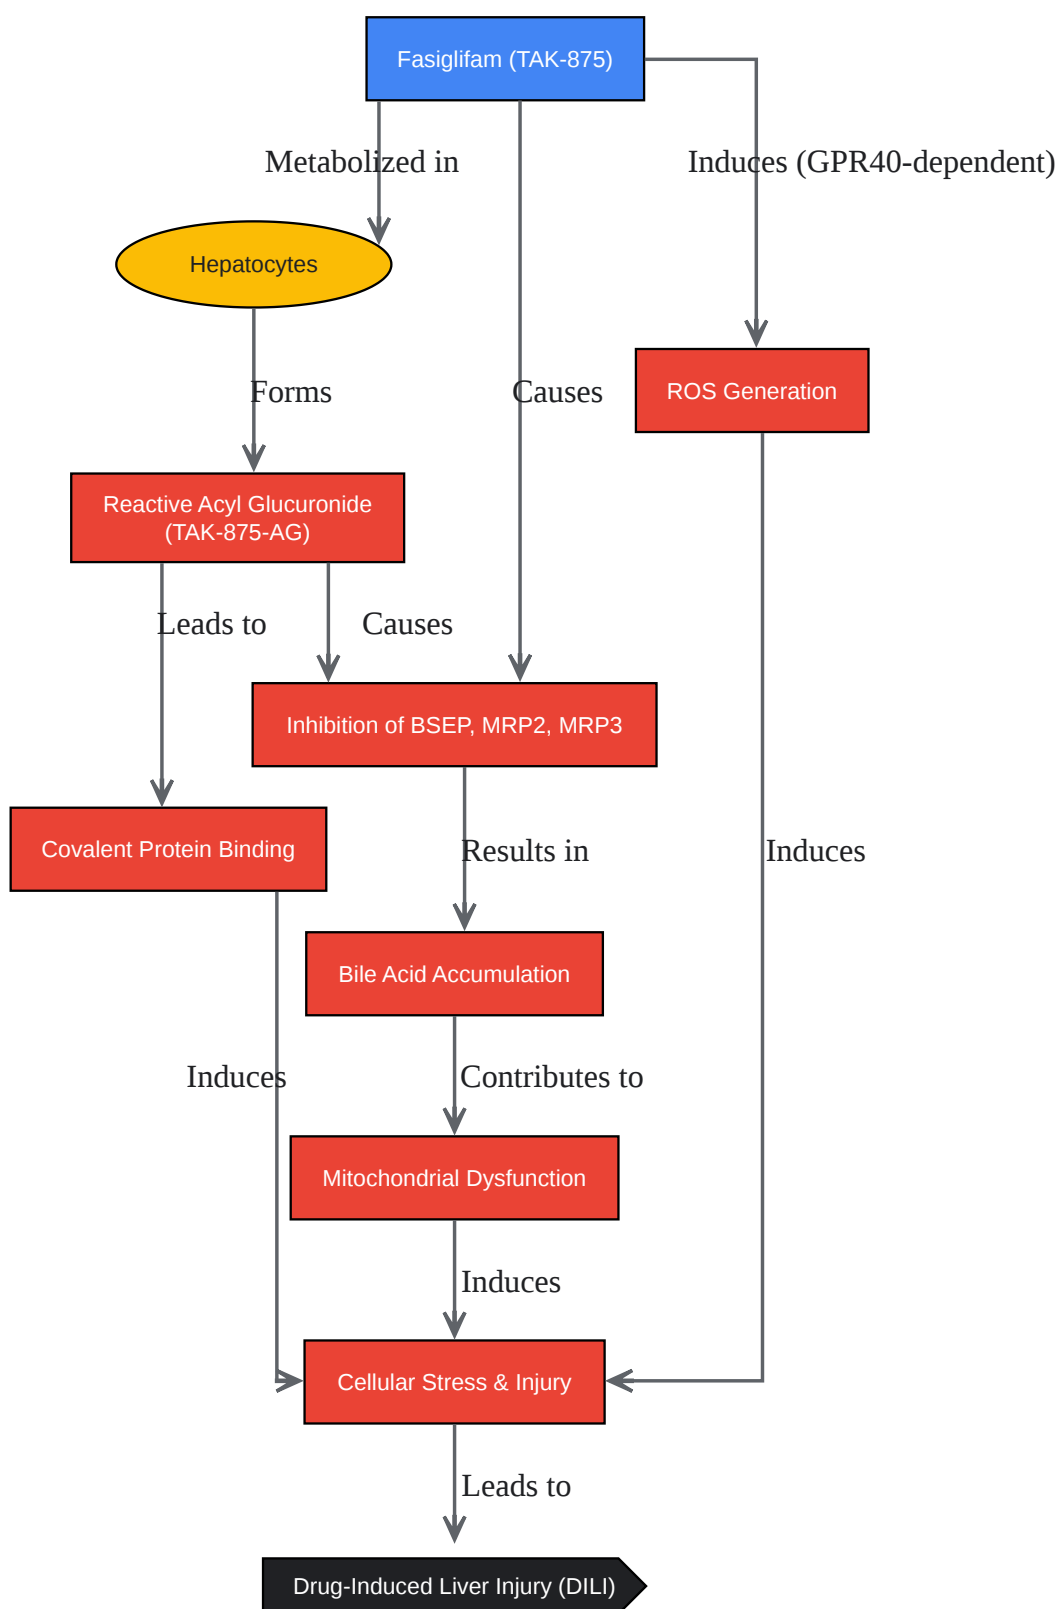 Fasiglifam (TAK-875)
Metabolized in
Induces (GPR40-dependent)
Hepatocytes
Forms
Causes
ROS Generation
Reactive Acyl Glucuronide
(TAK-875-AG)
Leads to
Causes
Inhibition of BSEP, MRP2, MRP3
Covalent Protein Binding
Results in
Induces
Bile Acid Accumulation
Induces
Contributes to
Mitochondrial Dysfunction
Induces
Cellular Stress & Injury
Leads to
Drug-Induced Liver Injury (DILI)